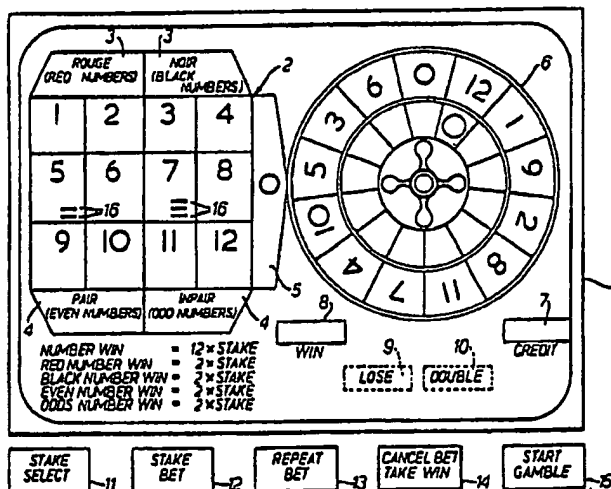 3 3
ROUGE NOIR
(RED NUMBERS) (BLACK NUMBERS)
2
1 2 3 4
5 6 7 8
16 16
9 10 11 12
0
5
PAIR INPAIR
(EVEN NUMBERS) (ODD NUMBERS)
4 4
6
0 12 1 9 2 8 11 7 4 10 5 3 6
0
8
WIN
7
CREDIT
9 10
LOSE DOUBLE
NUMBER WIN = 12 × STAKE
RED NUMBER WIN = 2 × STAKE
BLACK NUMBER WIN = 2 × STAKE
EVEN NUMBER WIN = 2 × STAKE
ODDS NUMBER WIN = 2 × STAKE
STAKE SELECT 11
STAKE BET 12
REPEAT BET 13
CANCEL BET TAKE WIN 14
START GAMBLE 15